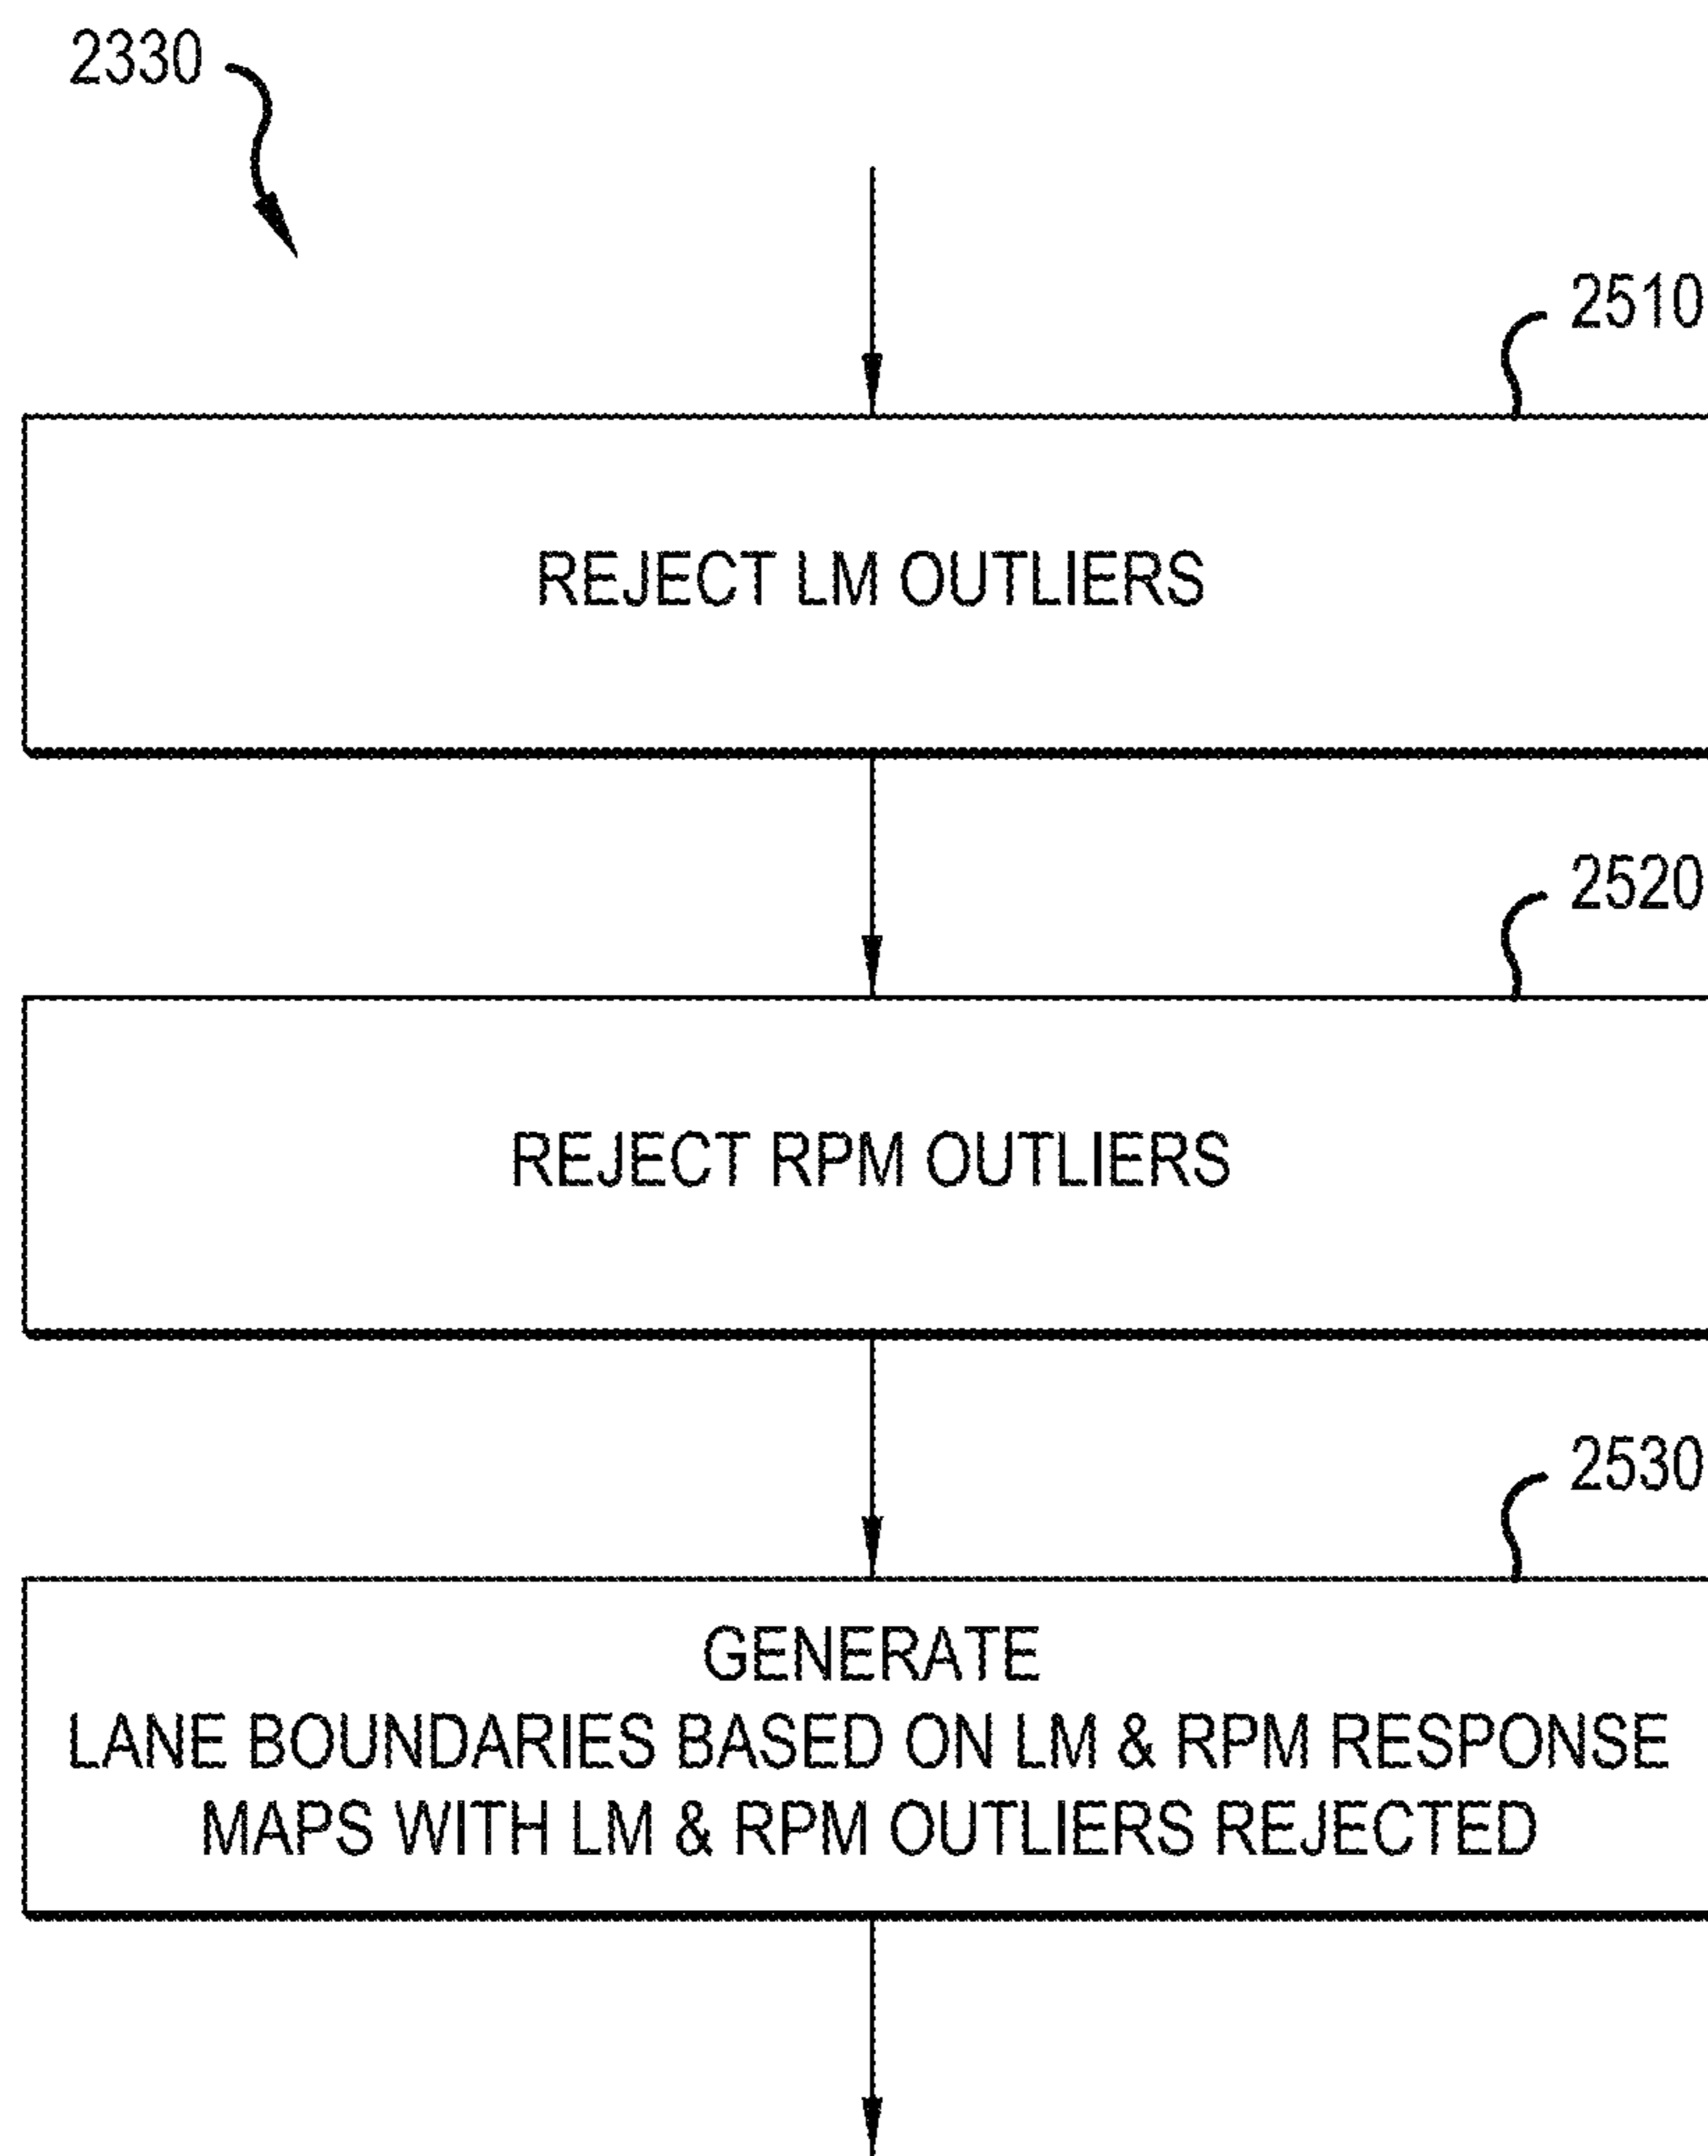 2330
2510
REJECT LM OUTLIERS
2520
REJECT RPM OUTLIERS
2530
GENERATE
LANE BOUNDARIES BASED ON LM & RPM RESPONSE
MAPS WITH LM & RPM OUTLIERS REJECTED